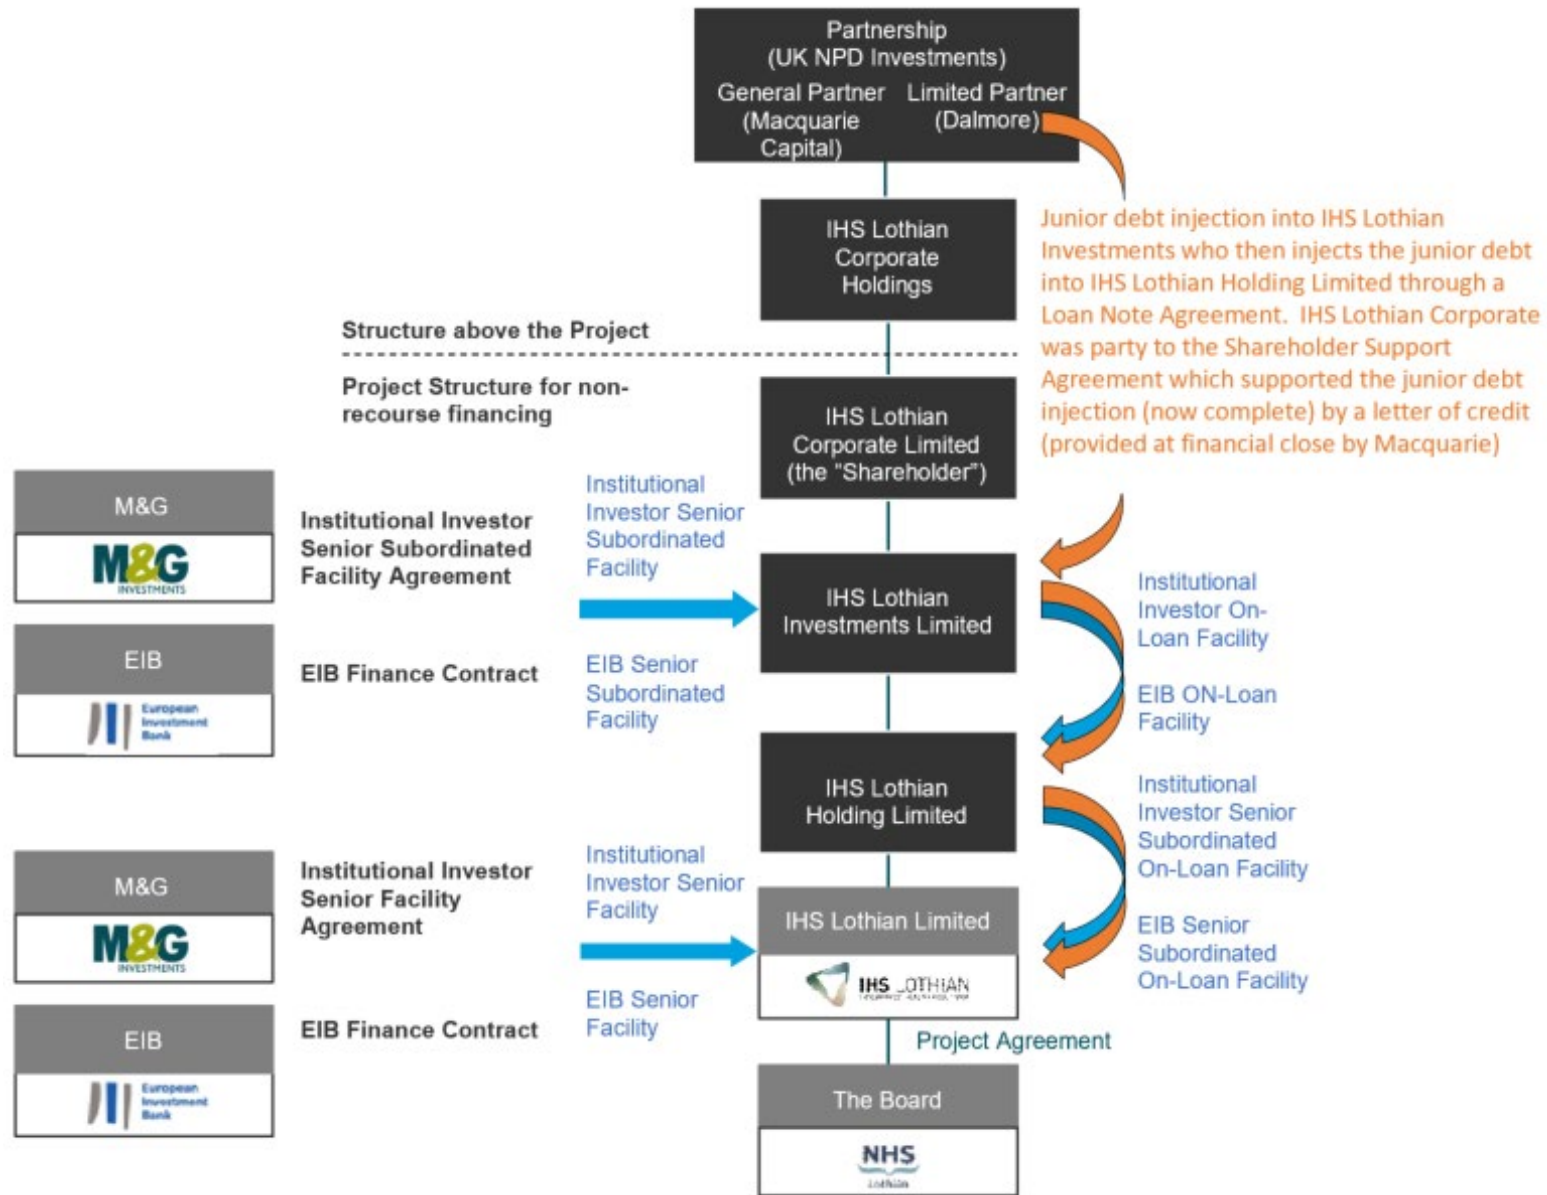 Partnership
(UK NPD Investments)
General Partner
(Macquarie
Capital)
Limited Partner
(Dalmore)
IHS Lothian
Corporate
Holdings
Junior debt injection into IHS Lothian
Investments who then injects the junior debt
into IHS Lothian Holding Limited through a
Loan Note Agreement. IHS Lothian Corporate
was party to the Shareholder Support
Agreement which supported the junior debt
injection (now complete) by a letter of credit
(provided at financial close by Macquarie)
Structure above the Project
Project Structure for non-
recourse financing
IHS Lothian
Corporate Limited
(the "Shareholder")
M&G
M&G
INVESTMENTS
Institutional Investor
Senior Subordinated
Facility Agreement
Institutional
Investor Senior
Subordinated
Facility
IHS Lothian
Investments Limited
Institutional
Investor On-
Loan Facility
EIB
European
Investment
Bank
EIB Finance Contract
EIB Senior
Subordinated
Facility
EIB ON-Loan
Facility
IHS Lothian
Holding Limited
Institutional
Investor Senior
Subordinated
On-Loan Facility
M&G
M&G
INVESTMENTS
Institutional Investor
Senior Facility
Agreement
Institutional
Investor Senior
Facility
IHS Lothian Limited
IHS LOTHIAN
EIB Senior
Subordinated
On-Loan Facility
EIB
European
Investment
Bank
EIB Finance Contract
EIB Senior
Facility
Project Agreement
The Board
NHS
Lothian